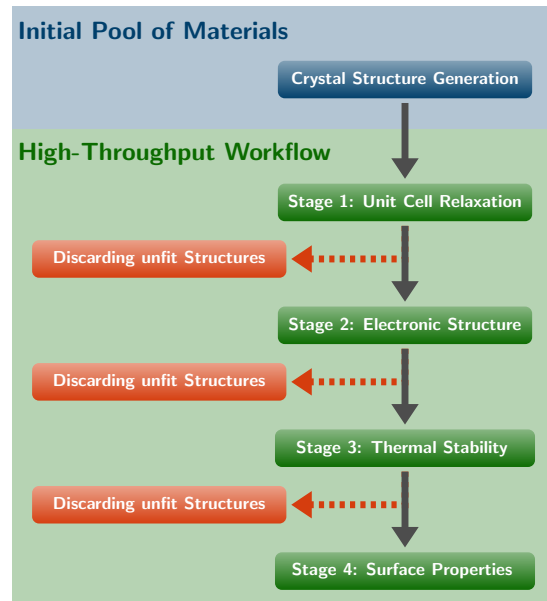 Initial Pool of Materials
Crystal Structure Generation
High-Throughput Workflow
Stage 1: Unit Cell Relaxation
Discarding unfit Structures
Stage 2: Electronic Structure
Discarding unfit Structures
Stage 3: Thermal Stability
Discarding unfit Structures
Stage 4: Surface Properties